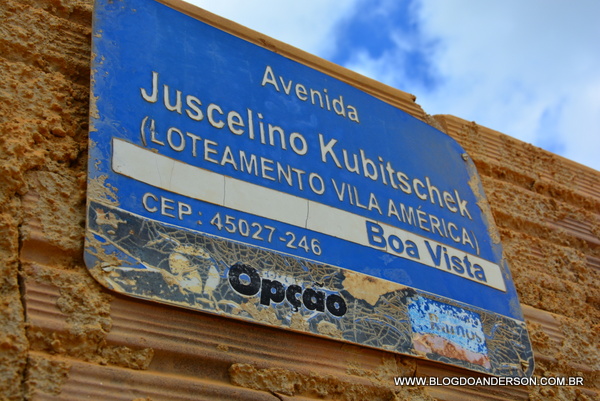 Avenida
Juscelino Kubitschek
(LOTEAMENTO VILA AMÉRICA)
Boa Vista
CEP: 45027-246
Opção
WWW.BLOGDOANDERSON.COM.BR